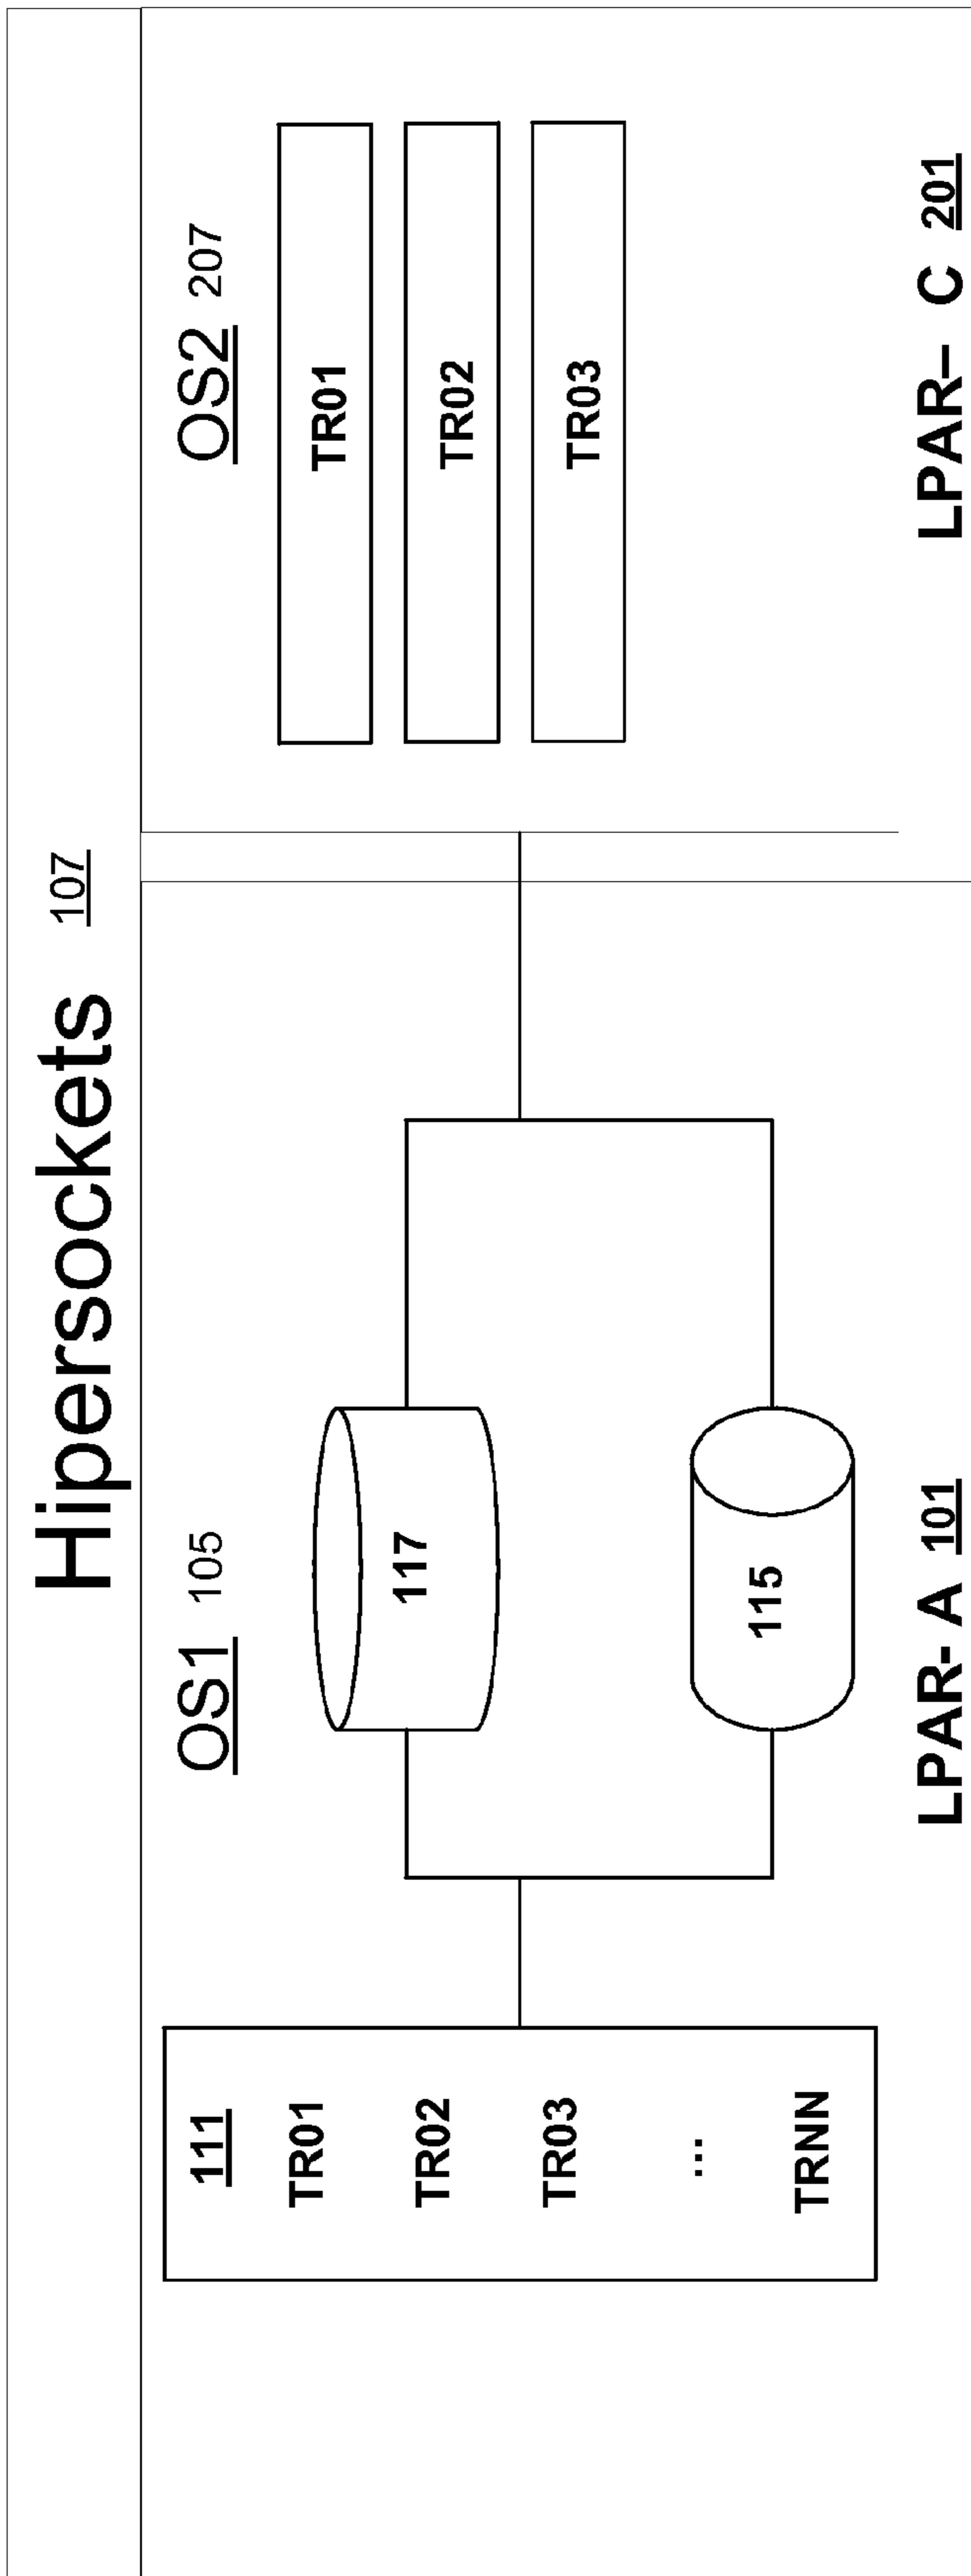 Hipersockets 107
OS1 105
111
TR01
TR02
TR03
...
TRNN
117
115
LPAR- A 101
OS2 207
TR01
TR02
TR03
LPAR– C 201